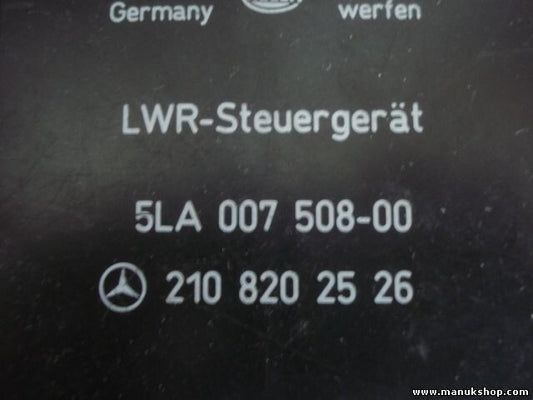 Germany werfen
LWR-Steuergerät
5LA 007 508-00
210 820 25 26
www.manukshop.com